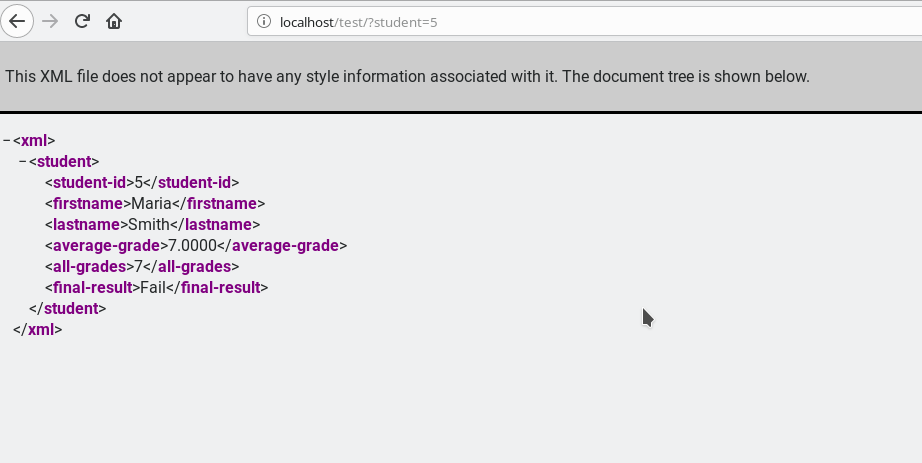 localhost/test/?student=5
This XML file does not appear to have any style information associated with it. The document tree is shown below.
−<xml>
−<student>
<student-id>5</student-id>
<firstname>Maria</firstname>
<lastname>Smith</lastname>
<average-grade>7.0000</average-grade>
<all-grades>7</all-grades>
<final-result>Fail</final-result>
</student>
</xml>